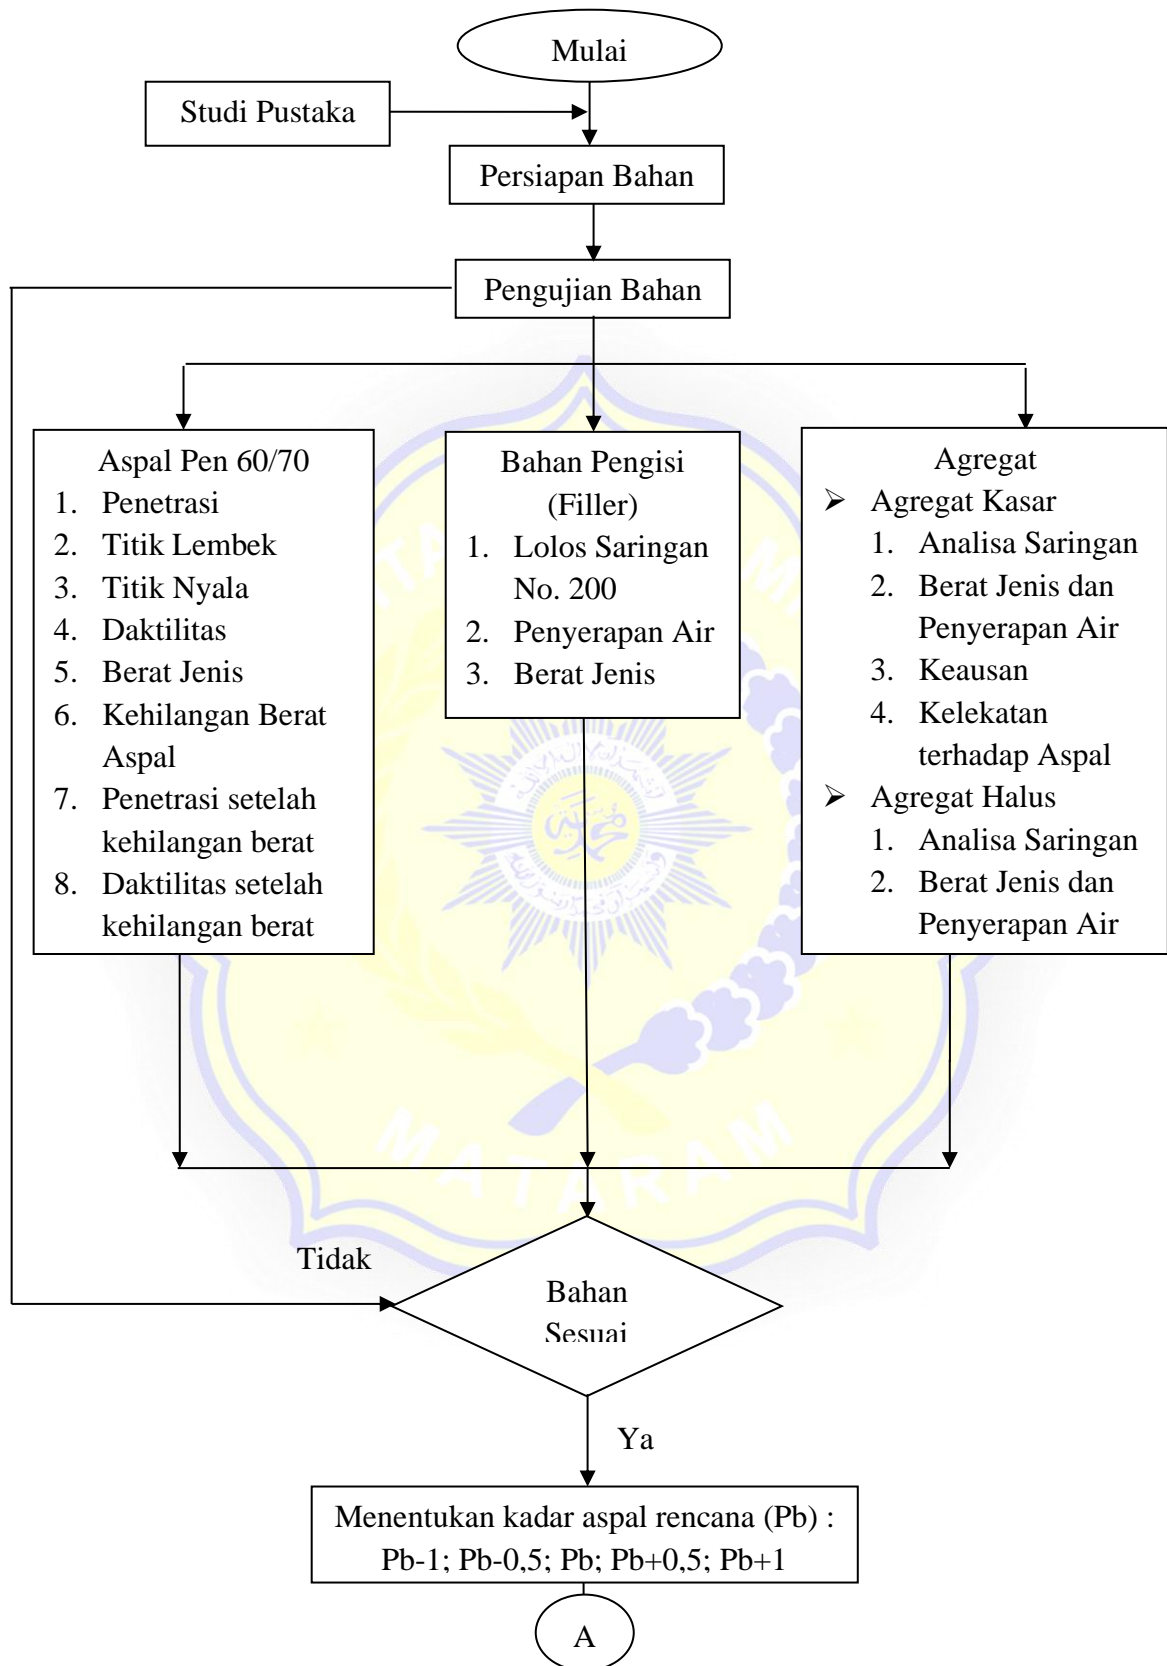 Mulai
Studi Pustaka
Persiapan Bahan
Pengujian Bahan
Aspal Pen 60/70
1. Penetrasi
2. Titik Lembek
3. Titik Nyala
4. Daktilitas
5. Berat Jenis
6. Kehilangan Berat
Aspal
7. Penetrasi setelah
kehilangan berat
8. Daktilitas setelah
kehilangan berat
Bahan Pengisi
(Filler)
1. Lolos Saringan
No. 200
2. Penyerapan Air
3. Berat Jenis
Agregat
➢ Agregat Kasar
1. Analisa Saringan
2. Berat Jenis dan
Penyerapan Air
3. Keausan
4. Kelekatan
terhadap Aspal
➢ Agregat Halus
1. Analisa Saringan
2. Berat Jenis dan
Penyerapan Air
MATARAM
Tidak
Bahan
Sesuai
Ya
Menentukan kadar aspal rencana (Pb) :
Pb-1; Pb-0,5; Pb; Pb+0,5; Pb+1
A